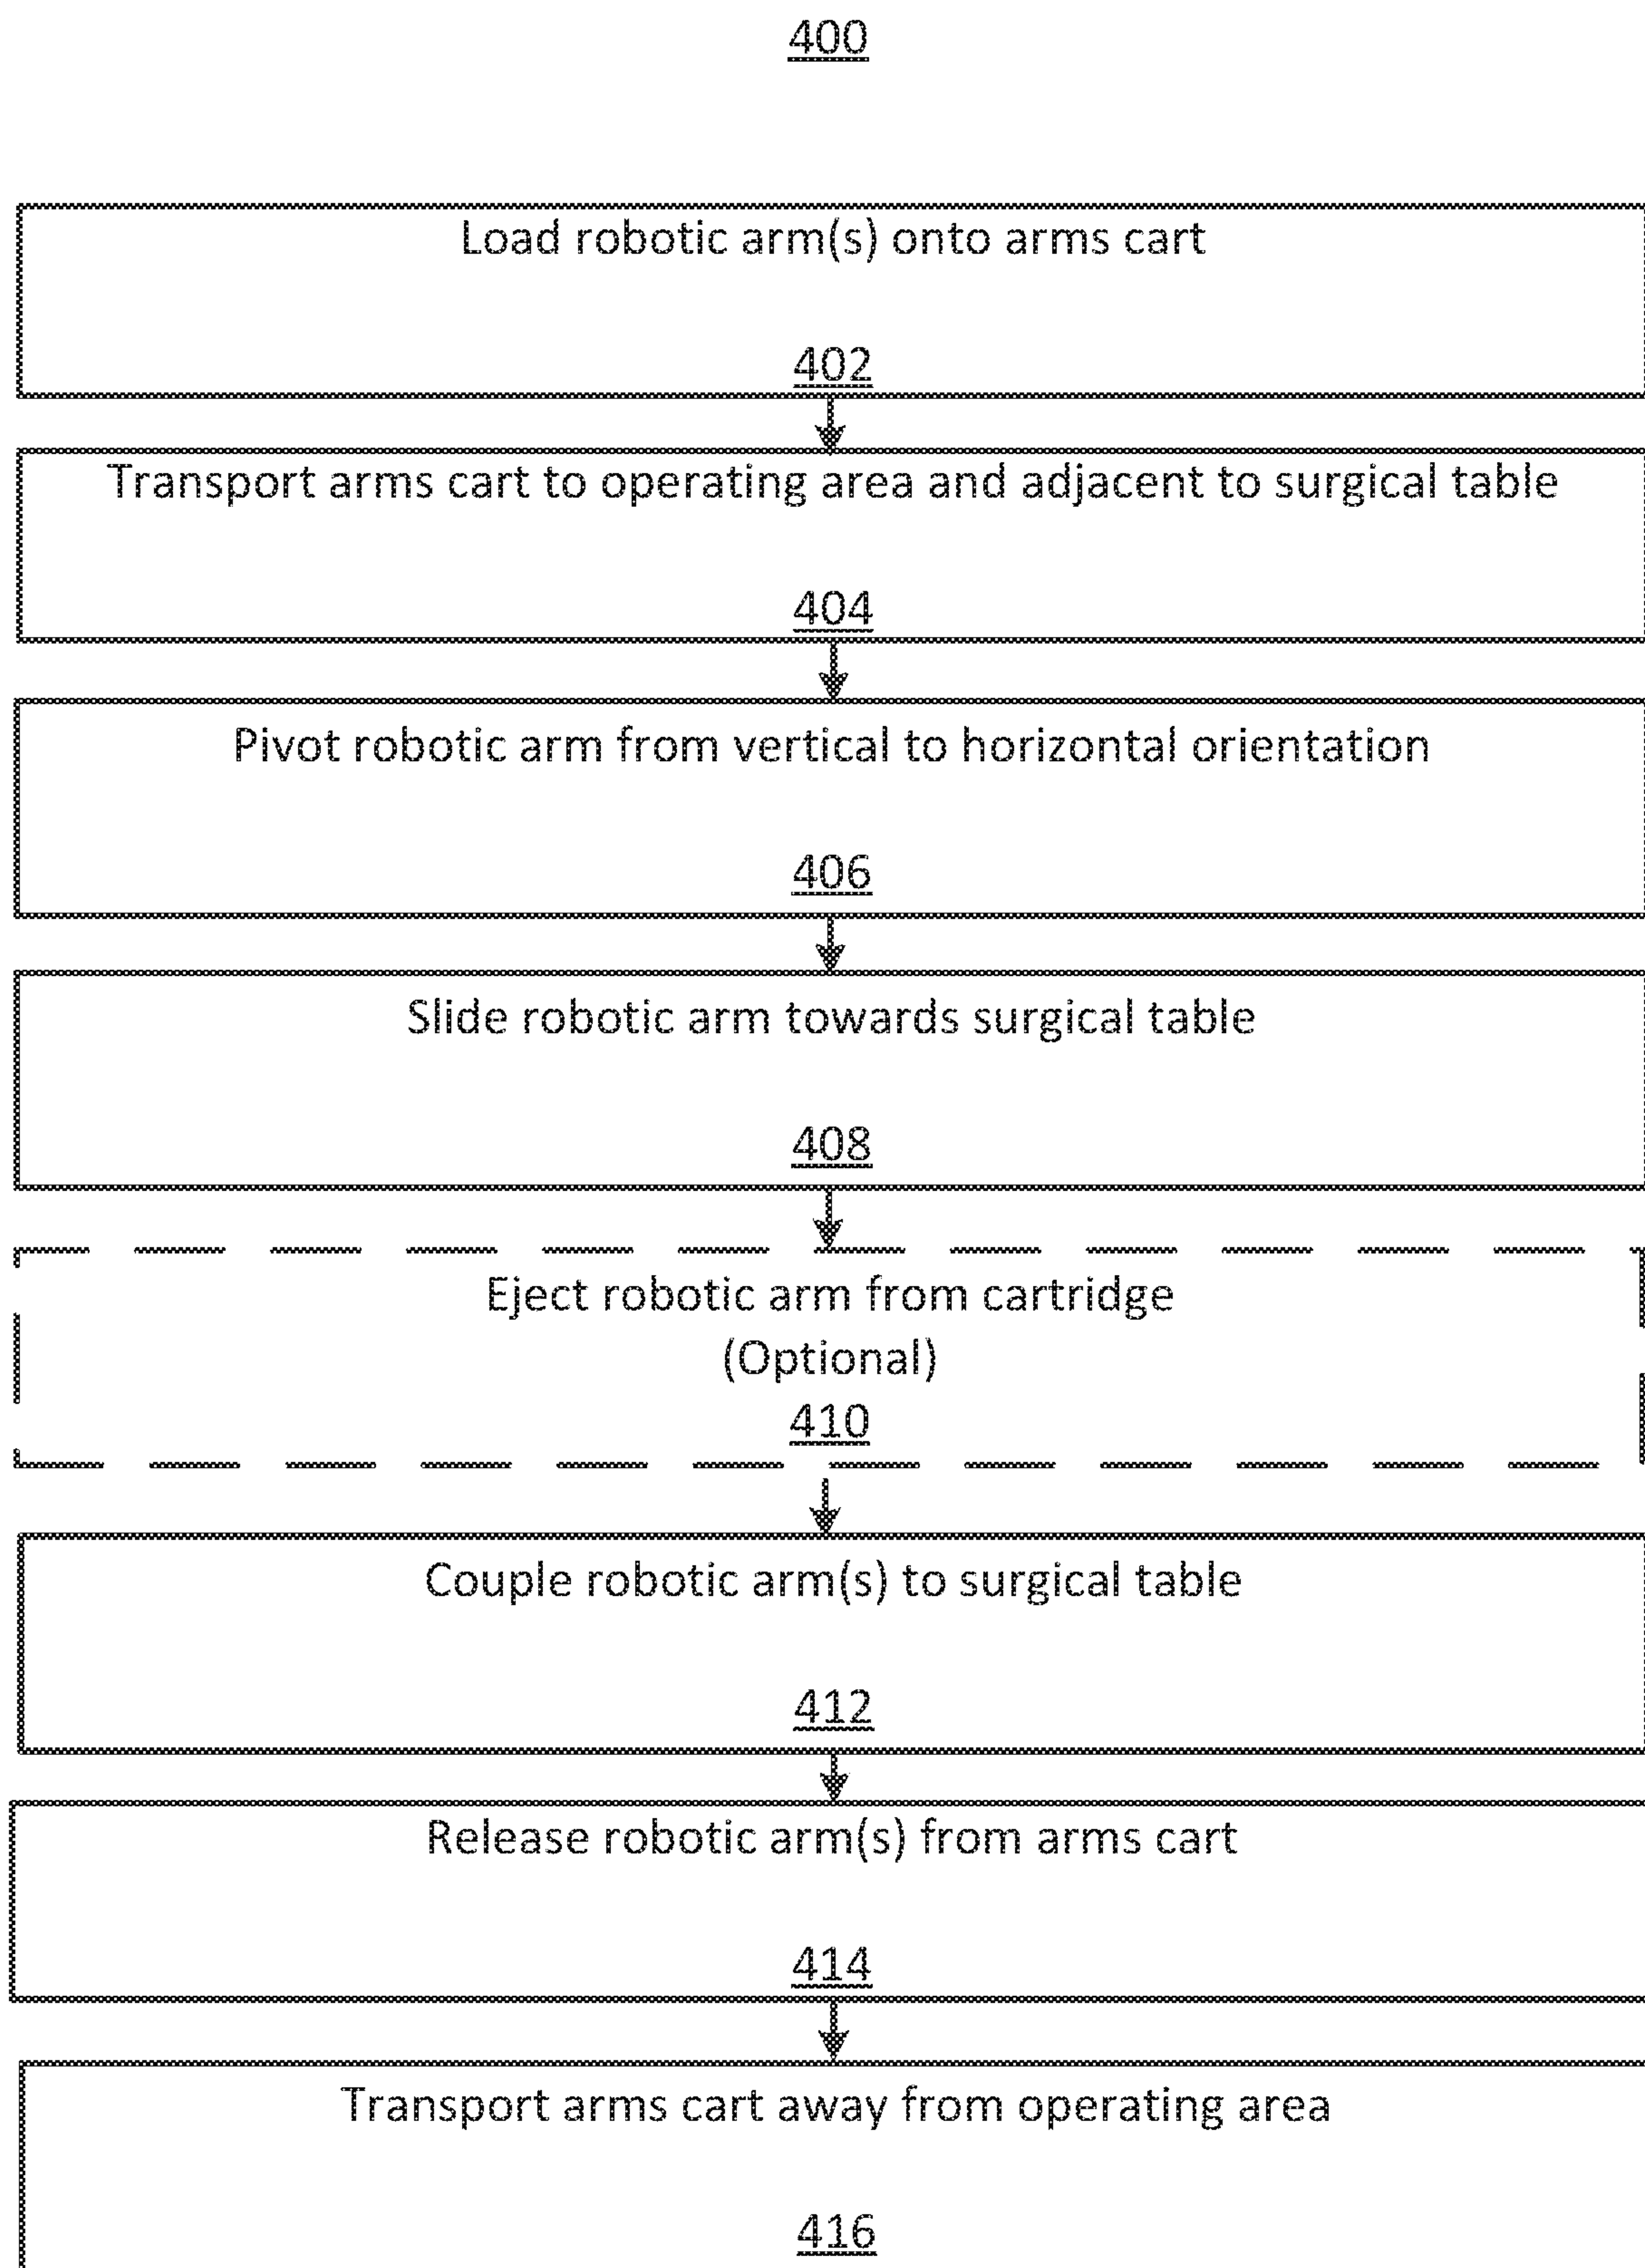 400
Load robotic arm(s) onto arms cart
402
Transport arms cart to operating area and adjacent to surgical table
404
Pivot robotic arm from vertical to horizontal orientation
406
Slide robotic arm towards surgical table
408
Eject robotic arm from cartridge
(Optional)
410
Couple robotic arm(s) to surgical table
412
Release robotic arm(s) from arms cart
414
Transport arms cart away from operating area
416